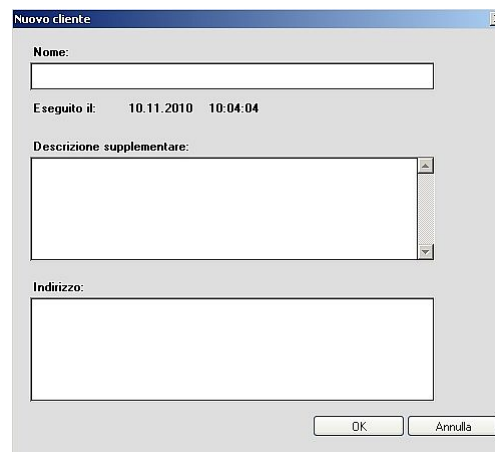 Nuovo cliente
Nome:
Eseguito il: 10.11.2010 10:04:04
Descrizione supplementare:
Indirizzo:
OK Annulla